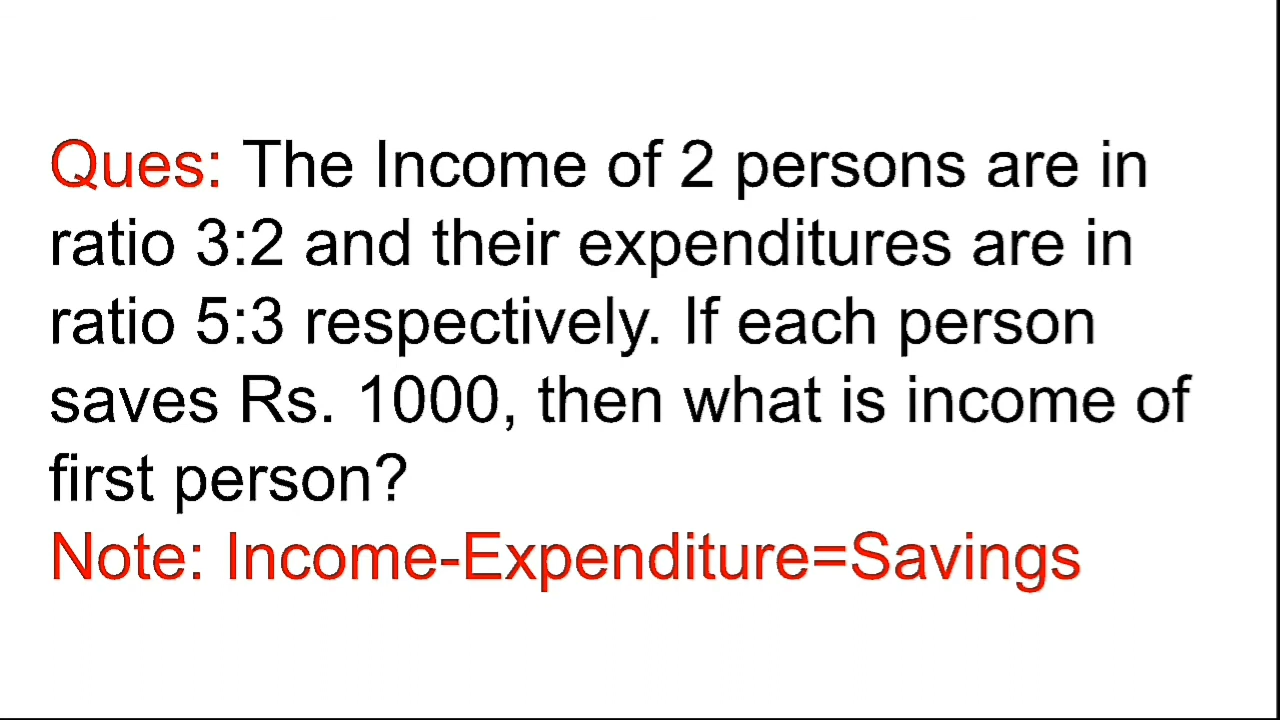 Ques: The Income of 2 persons are in
ratio 3:2 and their expenditures are in
ratio 5:3 respectively. If each person
saves Rs. 1000, then what is income of
first person?
Note: Income-Expenditure=Savings